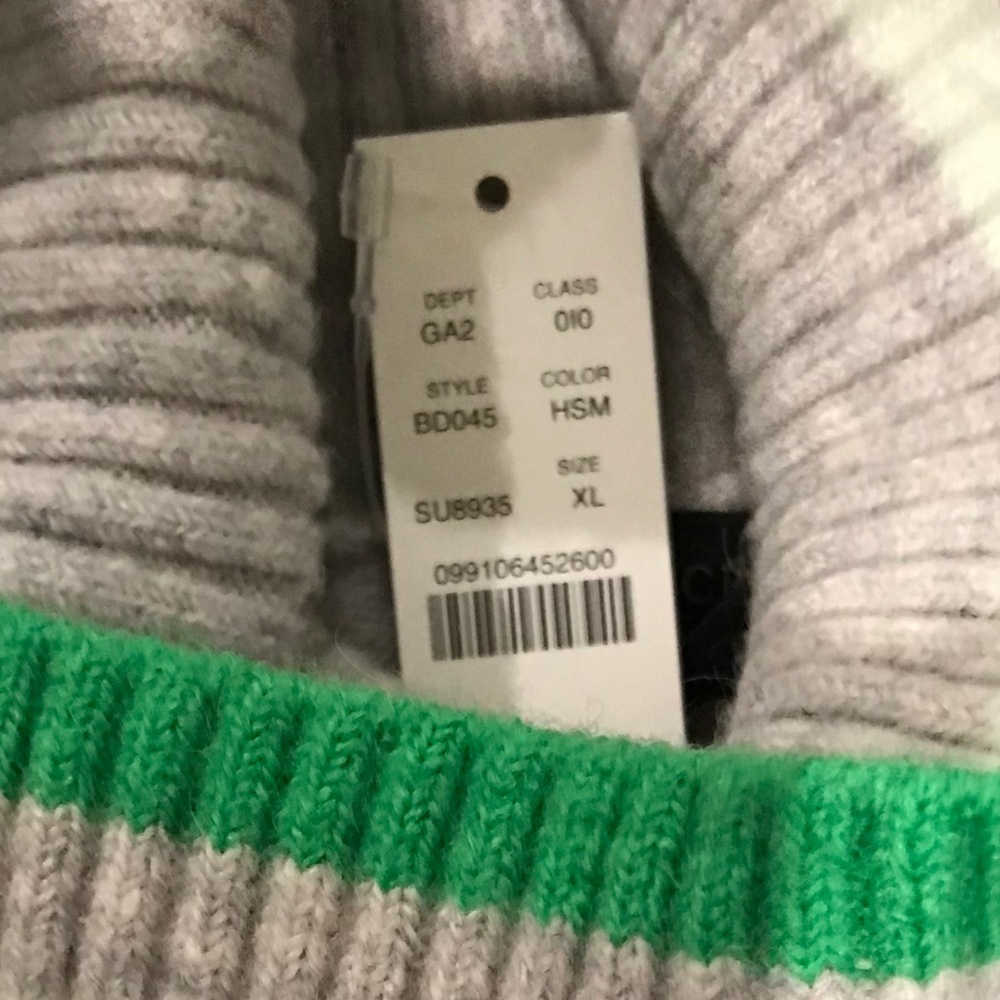 DEPT CLASS
GA2 010
STYLE COLOR
BD045 HSM
SIZE
SU8935 XL
099106452600